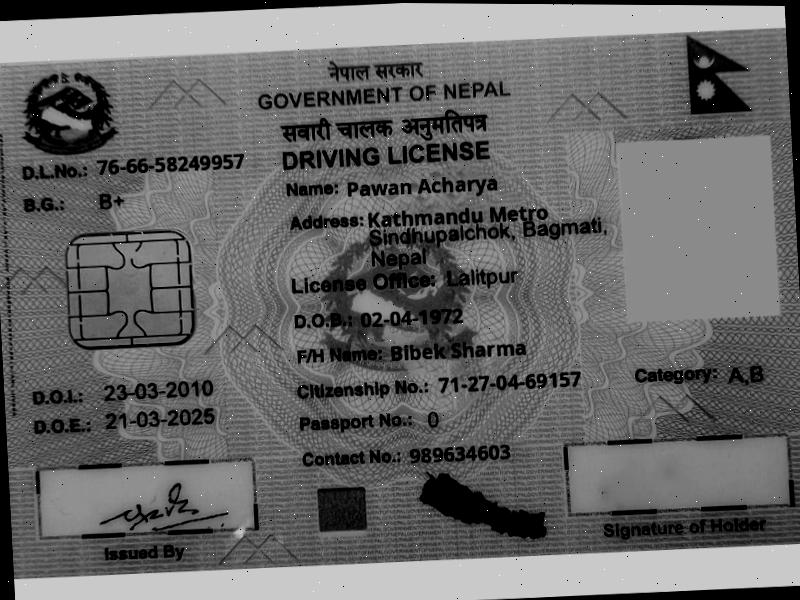 नेपाल सरकार
GOVERNMENT OF NEPAL
सवारी चालक अनुमतिपत्र
DRIVING LICENSE
D.L.No.: 76-66-58249957
B.G.: B+
Name: Pawan Acharya
Address: Kathmandu Metro
Sindhupalchok, Bagmati,
Nepal
License Office: Lalitpur
D.O.B.: 02-04-1972
F/H Name: Bibek Sharma
Citizenship No.: 71-27-04-69157
Category: A,B
D.O.I.: 23-03-2010
D.O.E.: 21-03-2025
Passport No.: 0
Contact No.: 989634603
Issued By
Signature of Holder